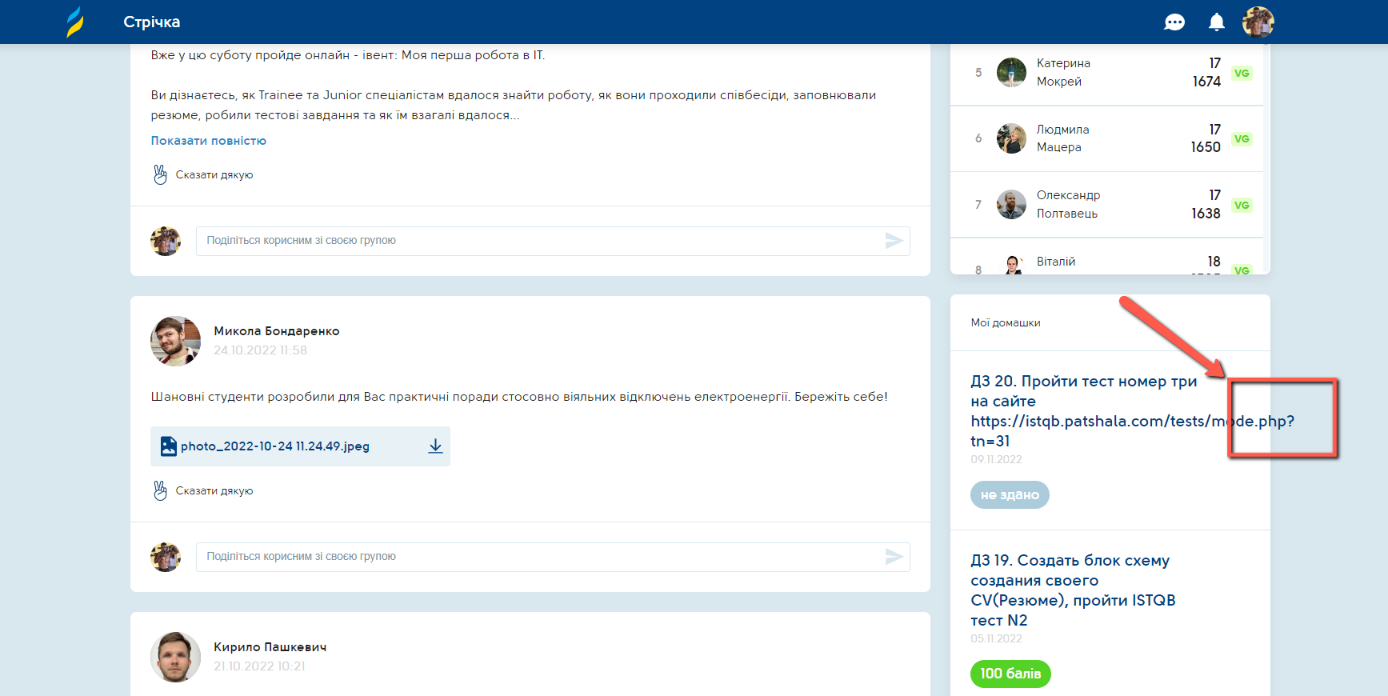 Стрічка
Вже у цю суботу пройде онлайн - івент: Моя перша робота в ІТ.
Ви дізнаєтесь, як Trainee та Junior спеціалістам вдалося знайти роботу, як вони проходили співбесіди, заповнювали
резюме, робили тестові завдання та як їм взагалі вдалося...
Показати повністю
Сказати дякую
Поділіться корисним зі своєю групою
Микола Бондаренко
24.10.2022 11:58
Шановні студенти розробили для Вас практичні поради стосовно віяльних відключень електроенергії. Бережіть себе!
photo_2022-10-24 11.24.49.jpeg
Сказати дякую
Поділіться корисним зі своєю групою
Кирило Пашкевич
21.10.2022 10:21
5
Катерина
Мокрей
17
1674
VG
6
Людмила
Мацера
17
1650
VG
7
Олександр
Полтавець
17
1638
VG
8
Віталій
18
VG
Мої домашки
ДЗ 20. Пройти тест номер три
на сайте
https://istqb.patshala.com/tests/mode.php?
tn=31
09.11.2022
не здано
ДЗ 19. Создать блок схему
создания своего
CV(Резюме), пройти ISTQB
тест N2
05.11.2022
100 балів